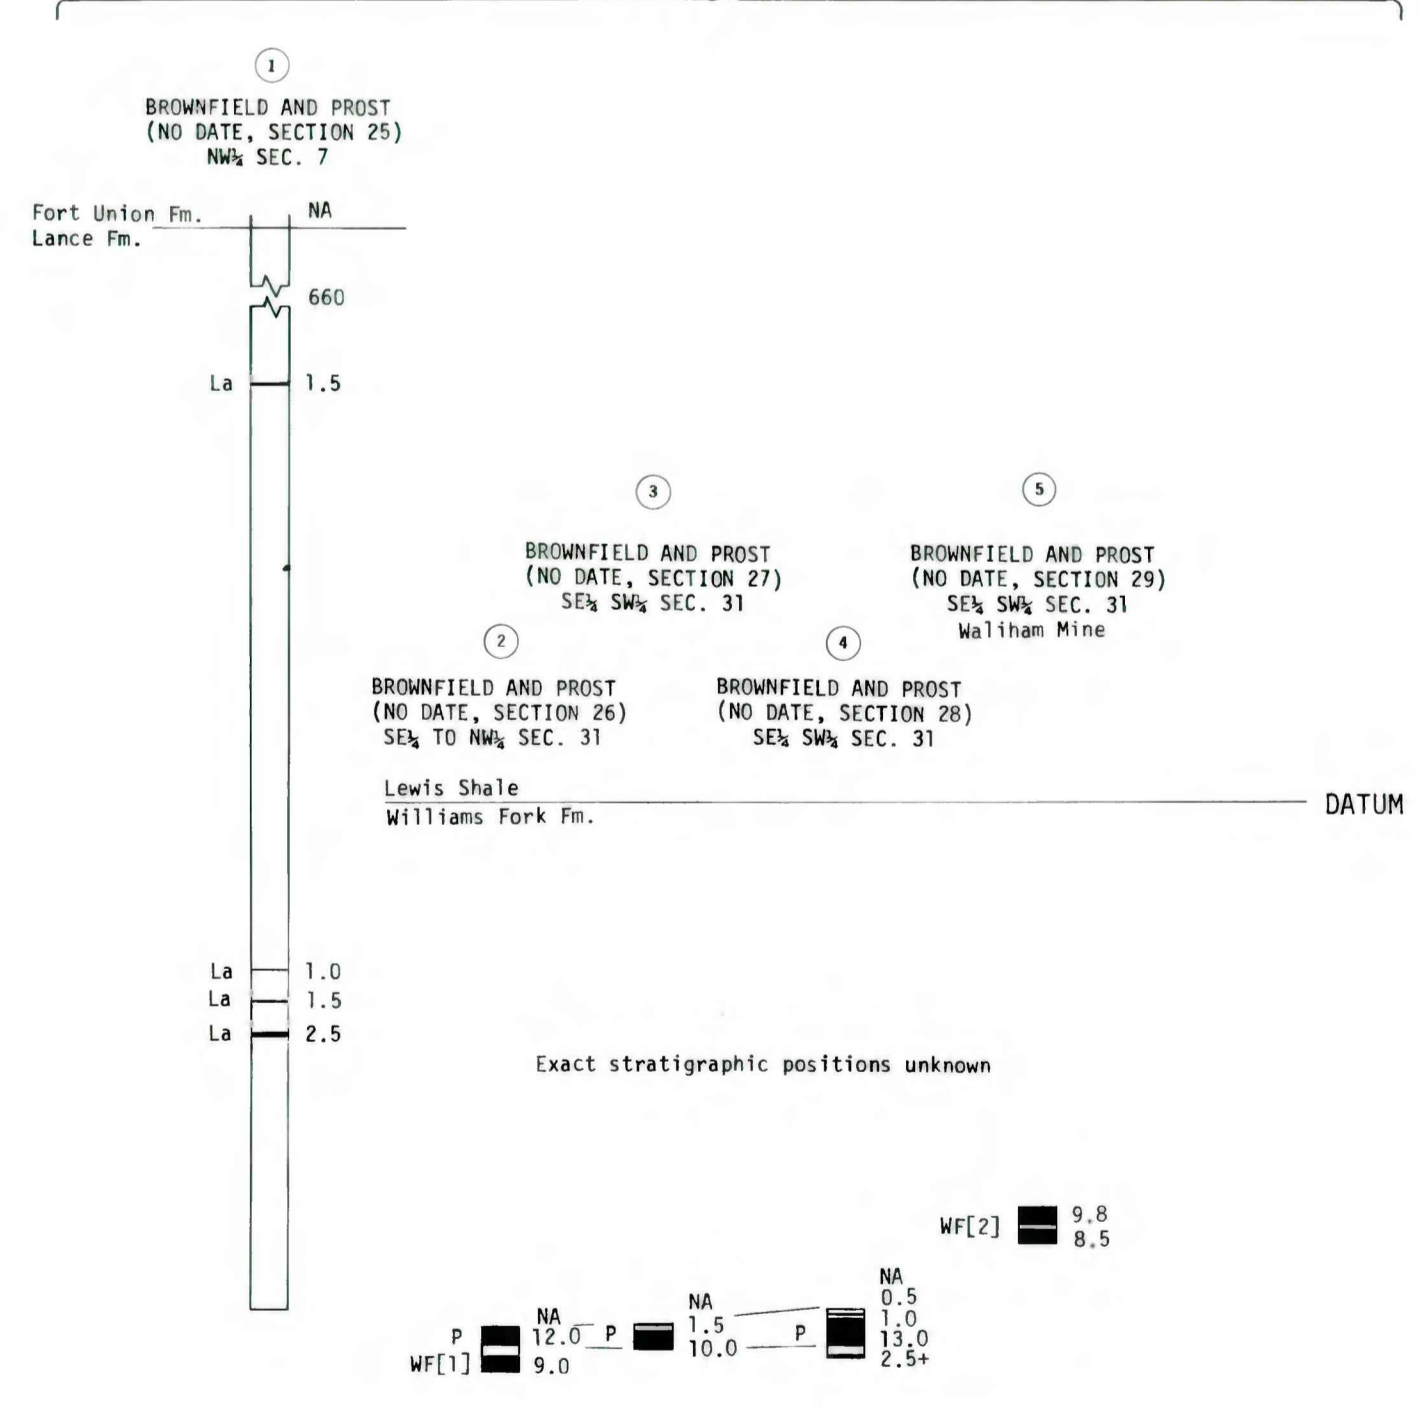 1
BROWNFIELD AND PROST
(NO DATE, SECTION 25)
NW¼ SEC. 7
Fort Union Fm.
NA
Lance Fm.
660
La
1.5
3
BROWNFIELD AND PROST
(NO DATE, SECTION 27)
SE¼ SW¼ SEC. 31
5
BROWNFIELD AND PROST
(NO DATE, SECTION 29)
SE¼ SW¼ SEC. 31
Waliham Mine
2
BROWNFIELD AND PROST
(NO DATE, SECTION 26)
SE¼ TO NW¼ SEC. 31
4
BROWNFIELD AND PROST
(NO DATE, SECTION 28)
SE¼ SW¼ SEC. 31
Lewis Shale
Williams Fork Fm.
DATUM
La
1.0
La
1.5
La
2.5
Exact stratigraphic positions unknown
WF[2]
9.8
8.5
NA
P
12.0
WF[1]
9.0
NA
1.5
P
10.0
NA
0.5
1.0
P
13.0
2.5+